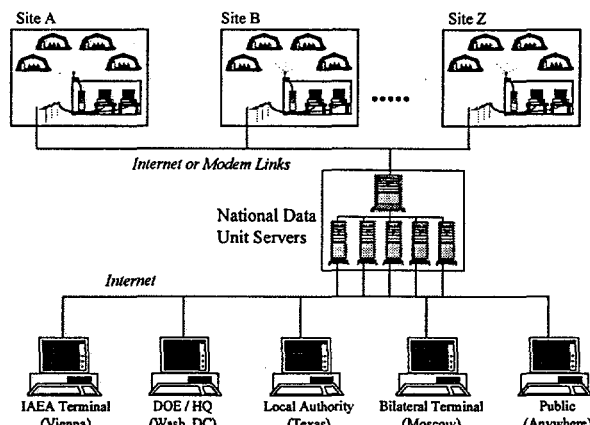 Site A
Site B
Site Z
Internet or Modem Links
National Data
Unit Servers
Internet
IAEA Terminal
(Vienna)
DOE / HQ
(Wash, DC)
Local Authority
(Texas)
Bilateral Terminal
(Moscow)
Public
(Anywhere)